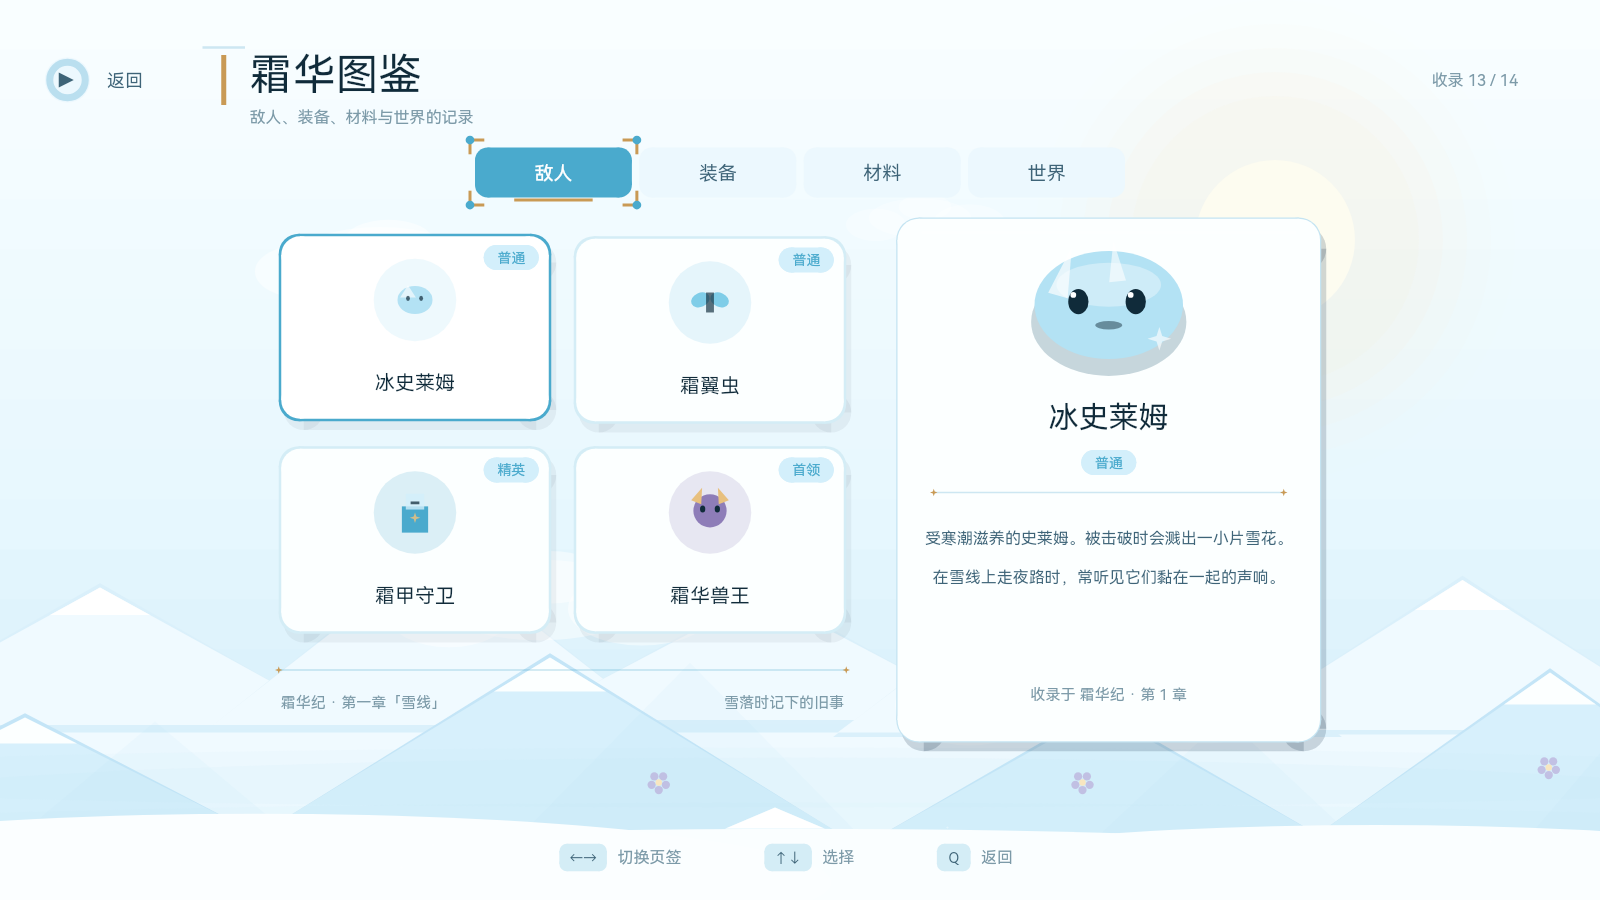 返回
霜华图鉴
敌人、装备、材料与世界的记录
收录 13 / 14
敌人
装备
材料
世界
普通
冰史莱姆
普通
霜翼虫
精英
霜甲守卫
首领
霜华兽王
冰史莱姆
普通
受寒潮滋养的史莱姆。被击破时会溅出一小片雪花。
在雪线上走夜路时，常听见它们黏在一起的声响。
收录于 霜华纪 · 第 1 章
霜华纪 · 第一章「雪线」
雪落时记下的旧事
←→ 切换页签
↑↓ 选择
Q 返回